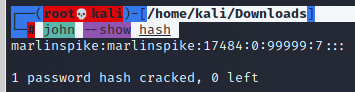 ┌──(root💀kali)-[/home/kali/Downloads]
└─# john --show hash
marlinspike:marlinspike:17484:0:99999:7:::
1 password hash cracked, 0 left